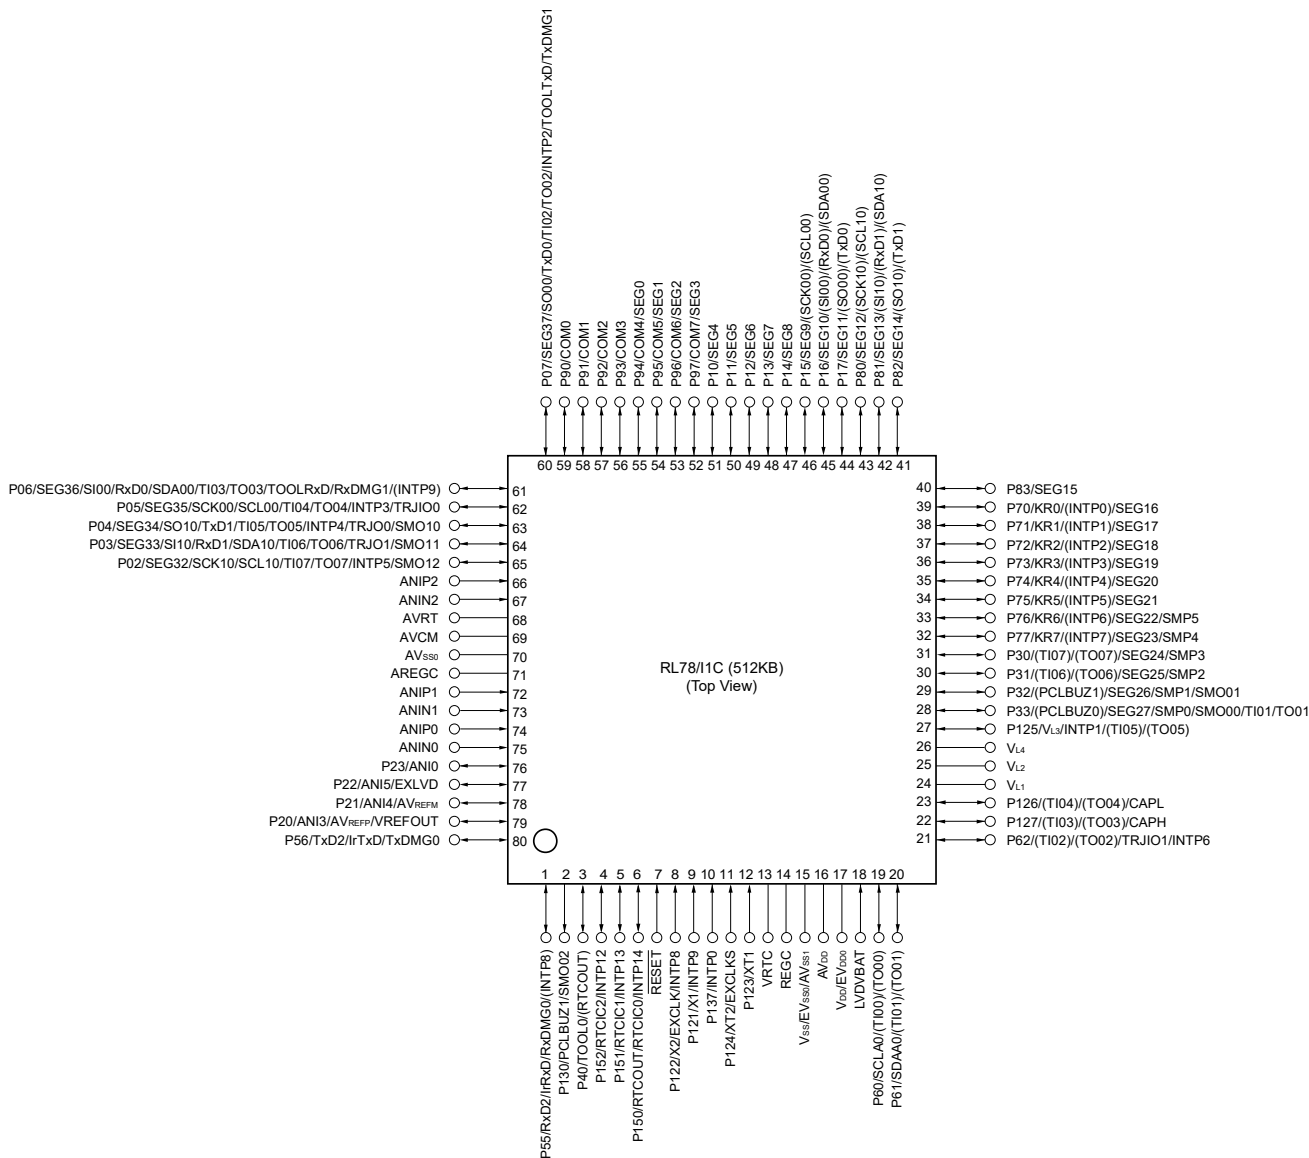 P07/SEG37/SO00/TxD0/TI02/TO02/INTP2/TOOLTxD/TxDMG1
P90/COM0
P91/COM1
P92/COM2
P93/COM3
P94/COM4/SEG0
P95/COM5/SEG1
P96/COM6/SEG2
P97/COM7/SEG3
P10/SEG4
P11/SEG5
P12/SEG6
P13/SEG7
P14/SEG8
P15/SEG9/(SCK00)/(SCL00)
P16/SEG10/(SI00)/(RxD0)/(SDA00)
P17/SEG11/(SO00)/(TxD0)
P80/SEG12/(SCK10)/(SCL10)
P81/SEG13/(SI10)/(RxD1)/(SDA10)
P82/SEG14/(SO10)/(TxD1)
60 59 58 57 56 55 54 53 52 51 50 49 48 47 46 45 44 43 42 41
P06/SEG36/SI00/RxD0/SDA00/TI03/TO03/TOOLRxD/RxDMG1/(INTP9) 61
P05/SEG35/SCK00/SCL00/TI04/TO04/INTP3/TRJIO0 62
P04/SEG34/SO10/TxD1/TI05/TO05/INTP4/TRJO0/SMO10 63
P03/SEG33/SI10/RxD1/SDA10/TI06/TO06/TRJO1/SMO11 64
P02/SEG32/SCK10/SCL10/TI07/TO07/INTP5/SMO12 65
ANIP2 66
ANIN2 67
AVRT 68
AVCM 69
AVSS0 70
AREGC 71
ANIP1 72
ANIN1 73
ANIP0 74
ANIN0 75
P23/ANI0 76
P22/ANI5/EXLVD 77
P21/ANI4/AVREFM 78
P20/ANI3/AVREFP/VREFOUT 79
P56/TxD2/IrTxD/TxDMG0 80
RL78/I1C (512KB)
(Top View)
40 P83/SEG15
39 P70/KR0/(INTP0)/SEG16
38 P71/KR1/(INTP1)/SEG17
37 P72/KR2/(INTP2)/SEG18
36 P73/KR3/(INTP3)/SEG19
35 P74/KR4/(INTP4)/SEG20
34 P75/KR5/(INTP5)/SEG21
33 P76/KR6/(INTP6)/SEG22/SMP5
32 P77/KR7/(INTP7)/SEG23/SMP4
31 P30/(TI07)/(TO07)/SEG24/SMP3
30 P31/(TI06)/(TO06)/SEG25/SMP2
29 P32/(PCLBUZ1)/SEG26/SMP1/SMO01
28 P33/(PCLBUZ0)/SEG27/SMP0/SMO00/TI01/TO01
27 P125/VL3/INTP1/(TI05)/(TO05)
26 VL4
25 VL2
24 VL1
23 P126/(TI04)/(TO04)/CAPL
22 P127/(TI03)/(TO03)/CAPH
21 P62/(TI02)/(TO02)/TRJIO1/INTP6
1 2 3 4 5 6 7 8 9 10 11 12 13 14 15 16 17 18 19 20
P55/RxD2/IrRxD/RxDMG0/(INTP8)
P130/PCLBUZ1/SMO02
P40/TOOL0/(RTCOUT)
P152/RTCIC2/INTP12
P151/RTCIC1/INTP13
P150/RTCOUT/RTCIC0/INTP14
RESET
P122/X2/EXCLK/INTP8
P121/X1/INTP9
P137/INTP0
P124/XT2/EXCLKS
P123/XT1
VRTC
REGC
VSS/EVSS0/AVSS1
AVDD
VDD/EVDD0
LVDVBAT
P60/SCLA0/(TI00)/(TO00)
P61/SDAA0/(TI01)/(TO01)